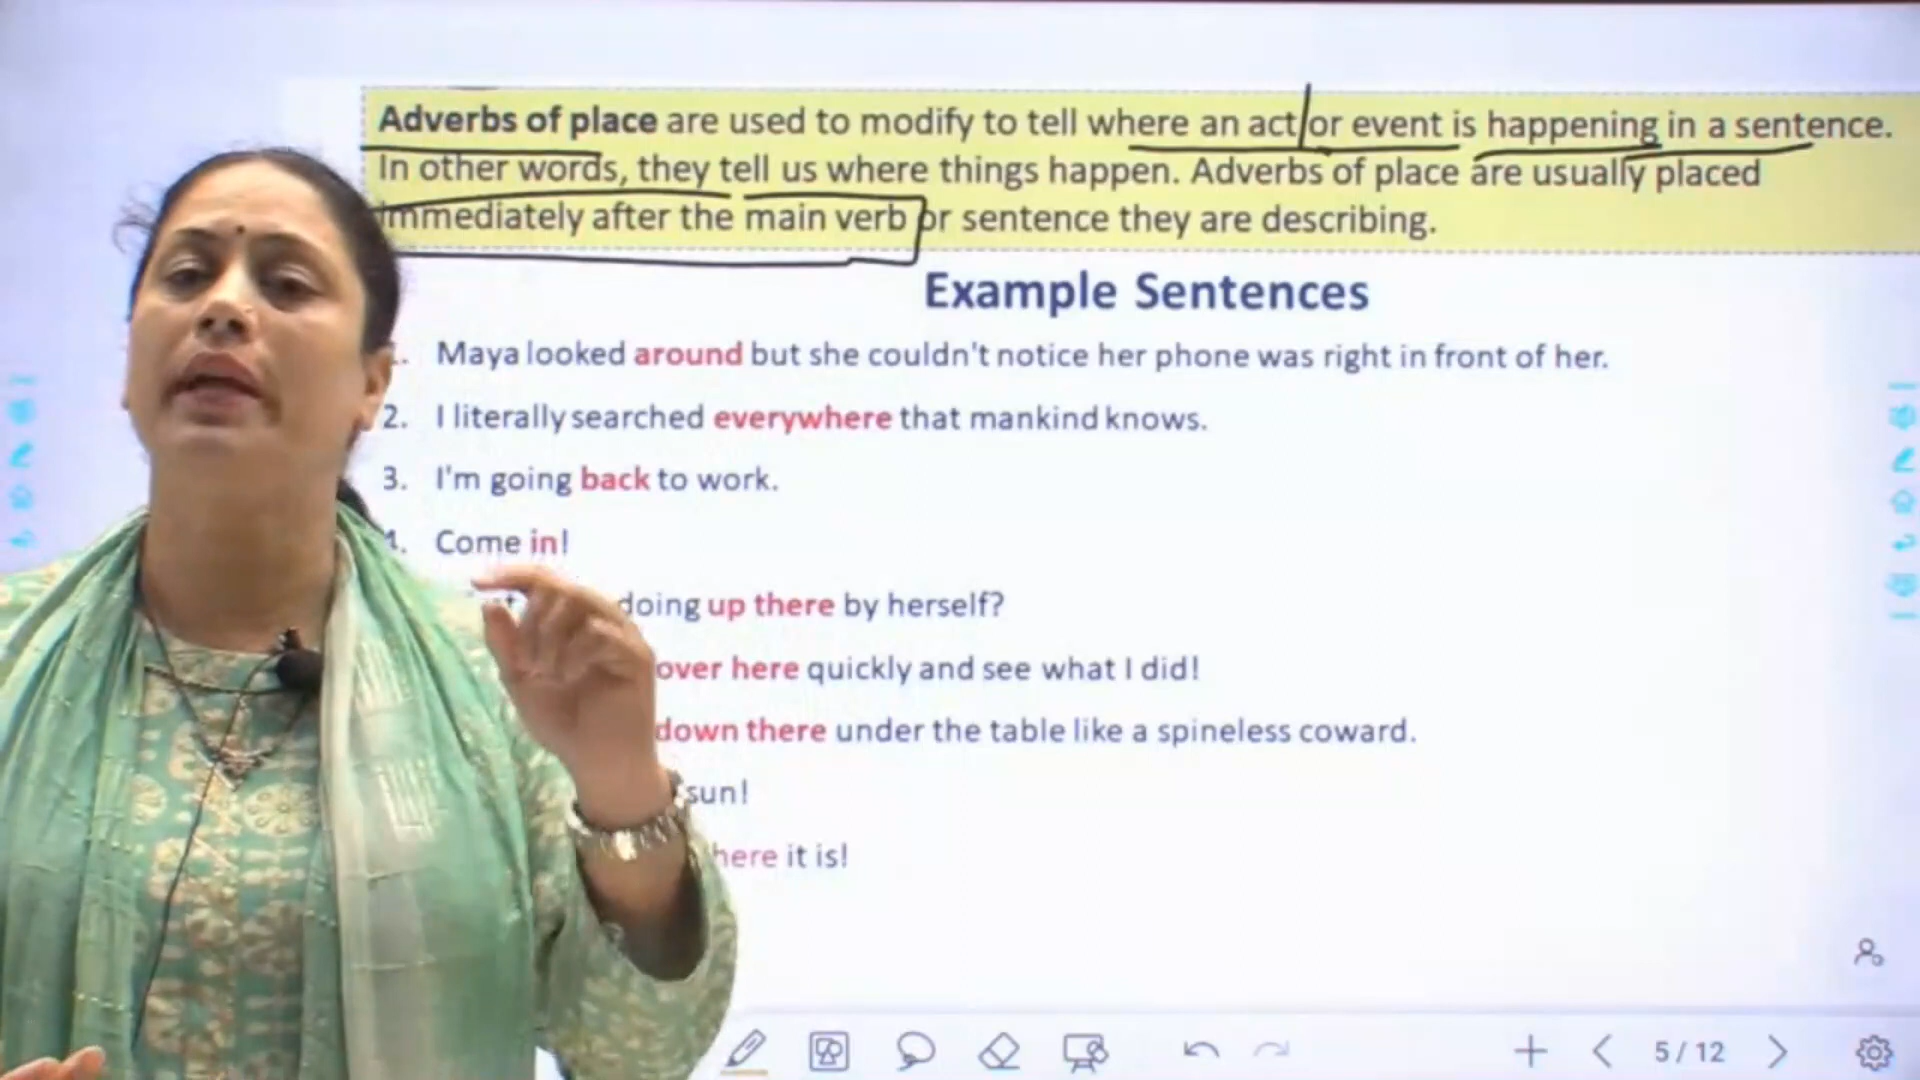 Adverbs of place are used to modify to tell where an act or event is happening in a sentence.
In other words, they tell us where things happen. Adverbs of place are usually placed
immediately after the main verb or sentence they are describing.
Example Sentences
1. Maya looked around but she couldn't notice her phone was right in front of her.
2. I literally searched everywhere that mankind knows.
3. I'm going back to work.
4. Come in!
doing up there by herself?
over here quickly and see what I did!
down there under the table like a spineless coward.
sun!
here it is!
5 / 12